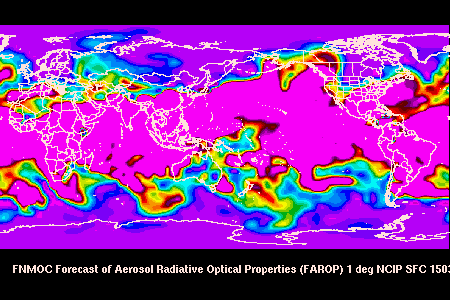 FNMOC Forecast of Aerosol Radiative Optical Properties (FAROP) 1 deg NCIP SFC 1503